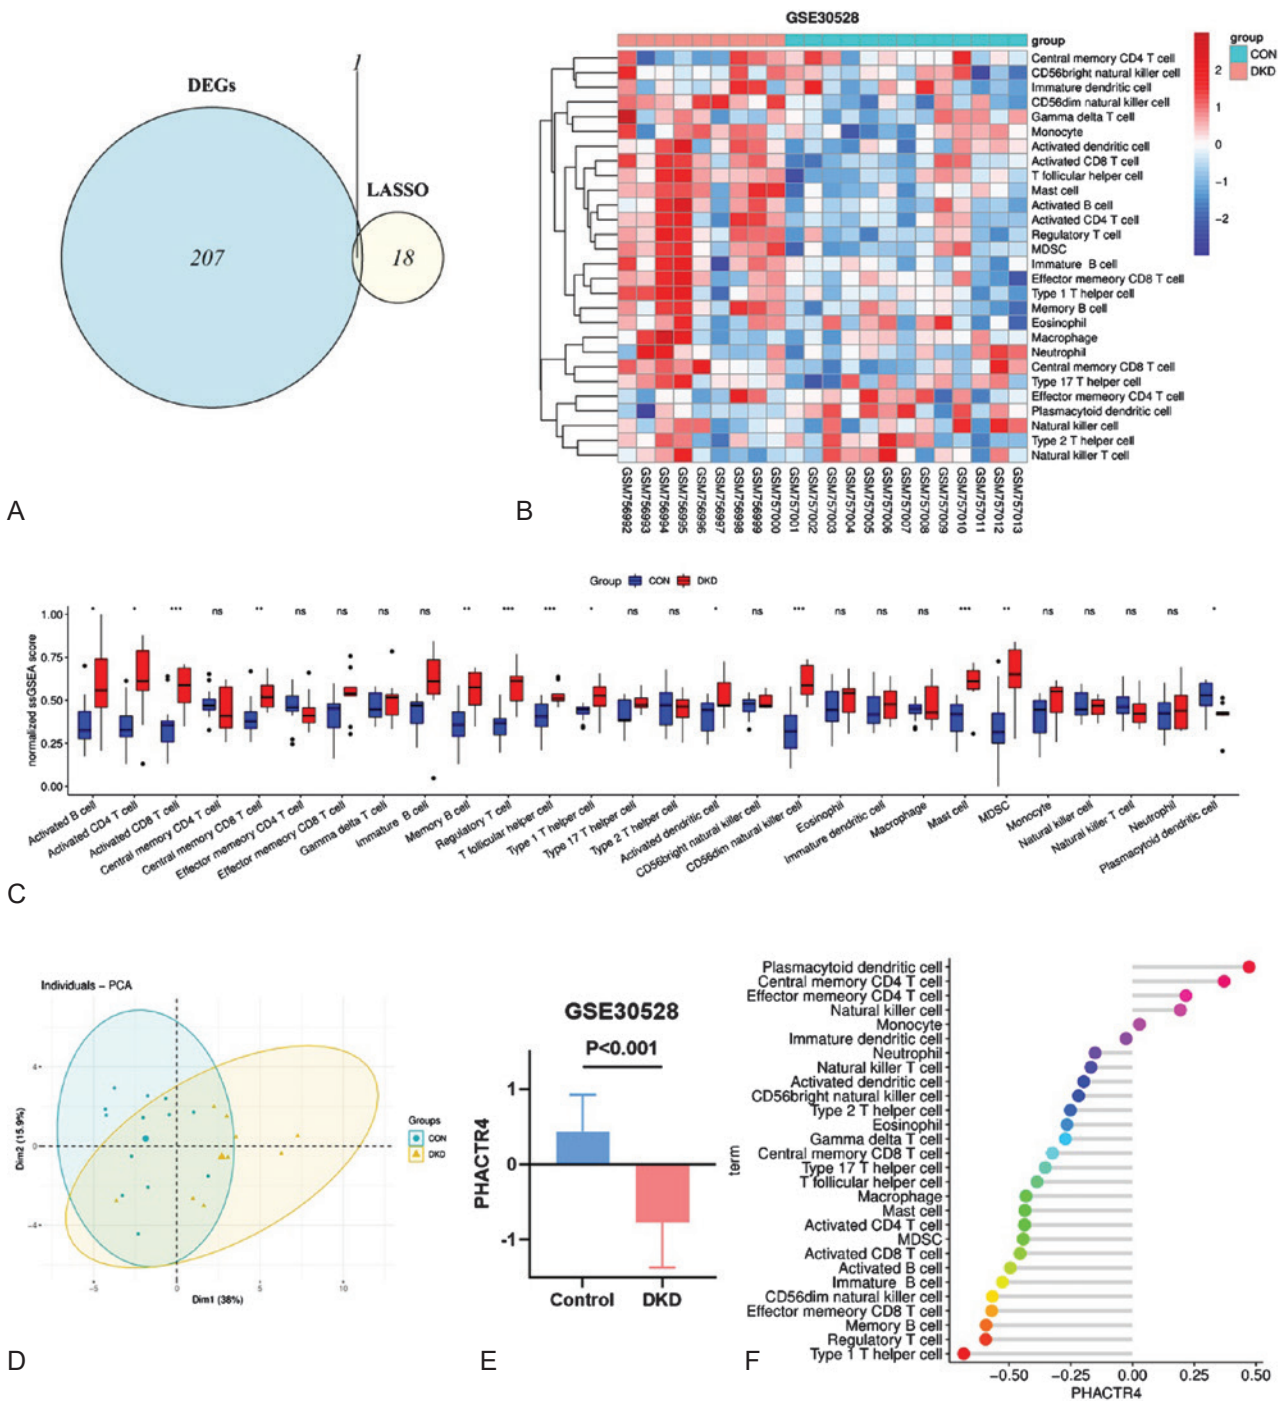 1
DEGs
LASSO
207
18
A
GSE30528
group
Central memory CD4 T cell
CD56bright natural killer cell
Immature dendritic cell
CD56dim natural killer cell
Gamma delta T cell
Monocyte
Activated dendritic cell
Activated CD8 T cell
T follicular helper cell
Mast cell
Activated B cell
Activated CD4 T cell
Regulatory T cell
MDSC
Immature B cell
Effector memeory CD8 T cell
Type 1 T helper cell
Memory B cell
Eosinophil
Macrophage
Neutrophil
Central memory CD8 T cell
Type 17 T helper cell
Effector memeory CD4 T cell
Plasmacytoid dendritic cell
Natural killer cell
Type 2 T helper cell
Natural killer T cell
2
1
0
−1
−2
group
CON
DKD
GSM756992
GSM756993
GSM756994
GSM756995
GSM756996
GSM756997
GSM756998
GSM756999
GSM757000
GSM757001
GSM757002
GSM757003
GSM757004
GSM757005
GSM757006
GSM757007
GSM757008
GSM757009
GSM757010
GSM757011
GSM757012
GSM757013
B
Group CON DKD
* * *** ns ** ns ns ns ns ** *** *** * ns ns * ns *** ns ns ns *** ** ns ns ns ns *
normalized ssGSEA score
1.00
0.75
0.50
0.25
0.00
Activated B cell
Activated CD4 T cell
Activated CD8 T cell
Central memory CD4 T cell
Central memory CD8 T cell
Effector memeory CD4 T cell
Effector memeory CD8 T cell
Gamma delta T cell
Immature B cell
Memory B cell
Regulatory T cell
T follicular helper cell
Type 1 T helper cell
Type 17 T helper cell
Type 2 T helper cell
Activated dendritic cell
CD56bright natural killer cell
CD56dim natural killer cell
Eosinophil
Immature dendritic cell
Macrophage
Mast cell
MDSC
Monocyte
Natural killer cell
Natural killer T cell
Neutrophil
Plasmacytoid dendritic cell
C
Individuals − PCA
Dim2 (15.9%)
4
0
−4
−5
0
5
10
Dim1 (38%)
Groups
CON
DKD
D
GSE30528
P<0.001
PHACTR4
1
0
-1
Control
DKD
E
term
Plasmacytoid dendritic cell
Central memory CD4 T cell
Effector memeory CD4 T cell
Natural killer cell
Monocyte
Immature dendritic cell
Neutrophil
Natural killer T cell
Activated dendritic cell
CD56bright natural killer cell
Type 2 T helper cell
Eosinophil
Gamma delta T cell
Central memory CD8 T cell
Type 17 T helper cell
T follicular helper cell
Macrophage
Mast cell
Activated CD4 T cell
MDSC
Activated CD8 T cell
Activated B cell
Immature B cell
CD56dim natural killer cell
Effector memeory CD8 T cell
Memory B cell
Regulatory T cell
Type 1 T helper cell
−0.50
−0.25
0.00
0.25
0.50
PHACTR4
F